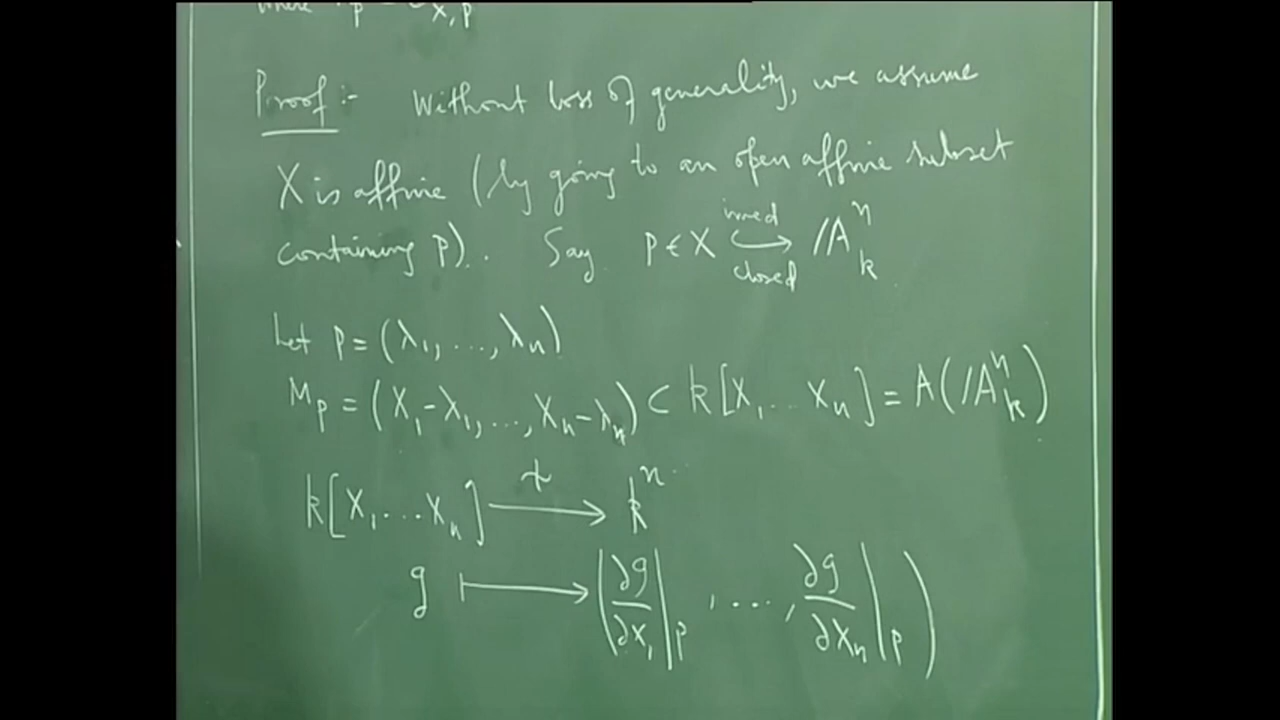 where
X,p
Proof :- Without loss of generality, we assume
X is affine (by going to an open affine subset
containing p). Say p ∈ X ↪ /A^n_k
irred
closed
Let p = (λ_1, ..., λ_n)
M_p = (X_1 - λ_1, ..., X_n - λ_n) ⊂ k[X_1 ... X_n] = A(/A^n_k)
k[X_1 ... X_n] ⟶ k^n
g ⟼ (∂g/∂X_1|_p , ..., ∂g/∂X_n|_p)